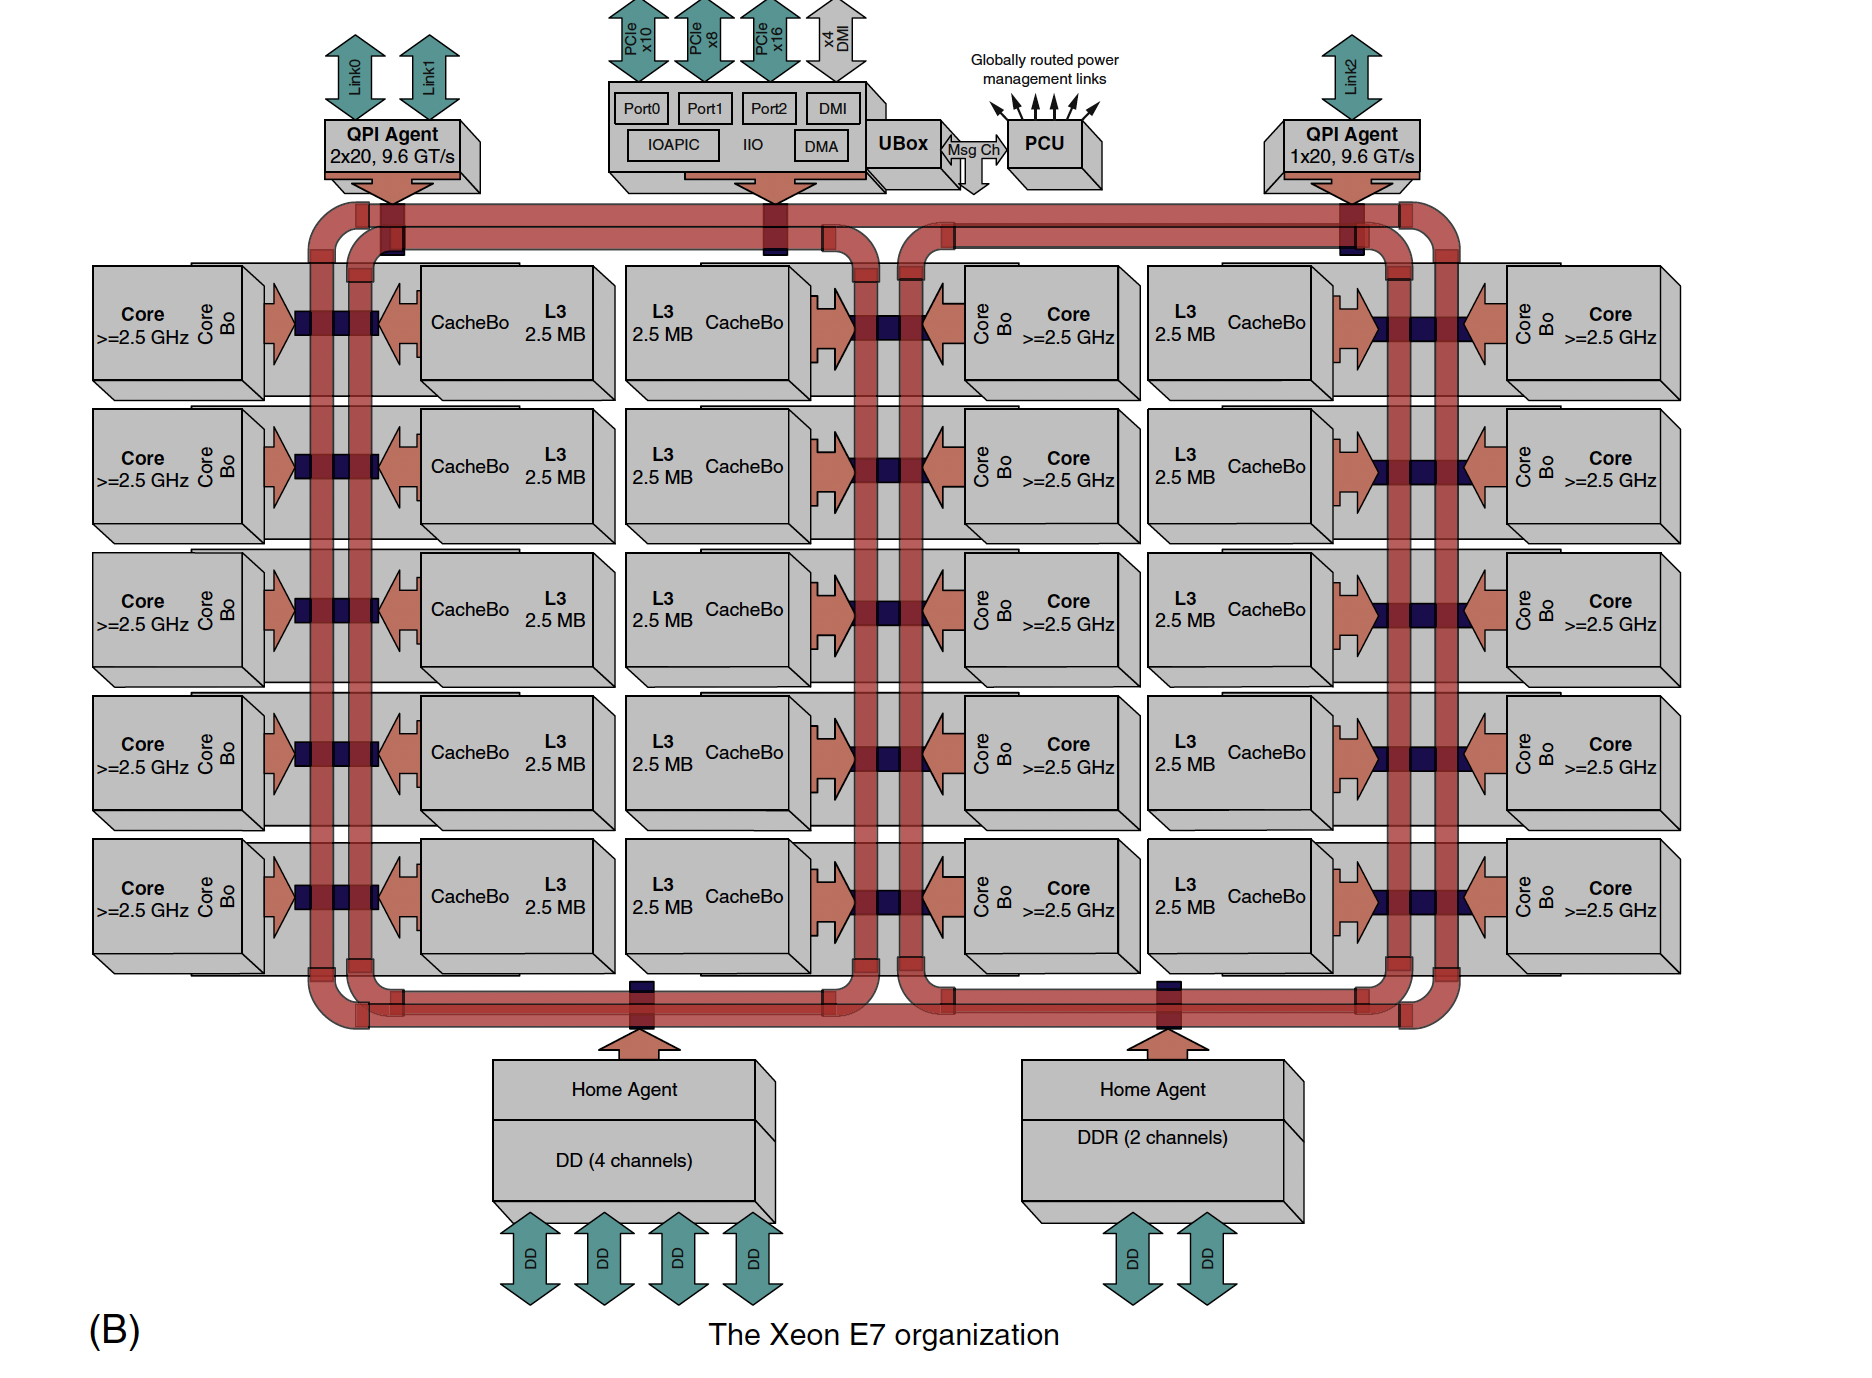 PCIe
x10
PCIe
x8
PCIe
x16
x4
DMI
Link0
Link1
Globally routed power
management links
Link2
Port0
Port1
Port2
DMI
IOAPIC
IIO
DMA
UBox
Msg Ch
PCU
QPI Agent
2x20, 9.6 GT/s
QPI Agent
1x20, 9.6 GT/s
Core
>=2.5 GHz
Core
Bo
CacheBo
L3
2.5 MB
L3
2.5 MB
CacheBo
Core
Bo
Core
>=2.5 GHz
L3
2.5 MB
CacheBo
Core
Bo
Core
>=2.5 GHz
Core
>=2.5 GHz
Core
Bo
CacheBo
L3
2.5 MB
L3
2.5 MB
CacheBo
Core
Bo
Core
>=2.5 GHz
L3
2.5 MB
CacheBo
Core
Bo
Core
>=2.5 GHz
Core
>=2.5 GHz
Core
Bo
CacheBo
L3
2.5 MB
L3
2.5 MB
CacheBo
Core
Bo
Core
>=2.5 GHz
L3
2.5 MB
CacheBo
Core
Bo
Core
>=2.5 GHz
Core
>=2.5 GHz
Core
Bo
CacheBo
L3
2.5 MB
L3
2.5 MB
CacheBo
Core
Bo
Core
>=2.5 GHz
L3
2.5 MB
CacheBo
Core
Bo
Core
>=2.5 GHz
Core
>=2.5 GHz
Core
Bo
CacheBo
L3
2.5 MB
L3
2.5 MB
CacheBo
Core
Bo
Core
>=2.5 GHz
L3
2.5 MB
CacheBo
Core
Bo
Core
>=2.5 GHz
Home Agent
DD (4 channels)
Home Agent
DDR (2 channels)
DD
DD
DD
DD
DD
DD
(B)
The Xeon E7 organization